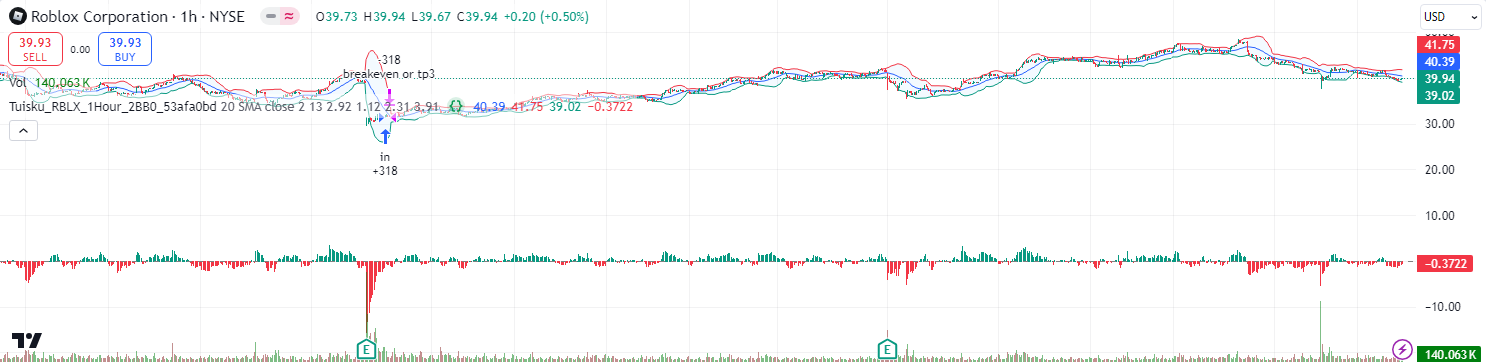 Roblox Corporation · 1h · NYSE O39.73 H39.94 L39.67 C39.94 +0.20 (+0.50%) USD
39.93 SELL 0.00 39.93 BUY
Vol 140.063 K
Tuisku_RBLX_1Hour_2BB0_53afa0bd 20 SMA close 2 13 2.92 1.12 2.31 3.91 40.39 41.75 39.02 −0.3722
-318
breakeven or tp3
in
+318
E
E
41.75
40.39
39.94
39.02
30.00
20.00
10.00
−0.3722
−10.00
140.063 K